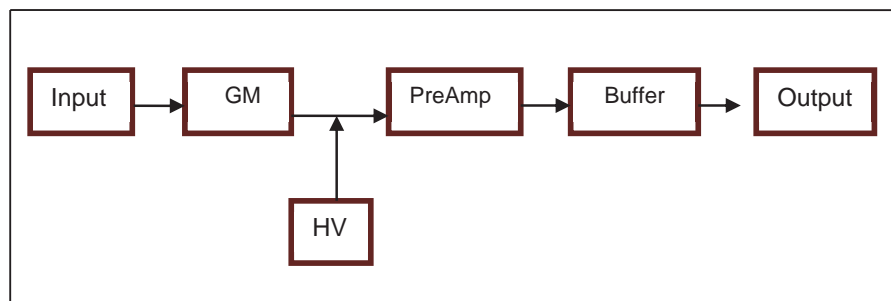 Input
GM
PreAmp
Buffer
Output
HV